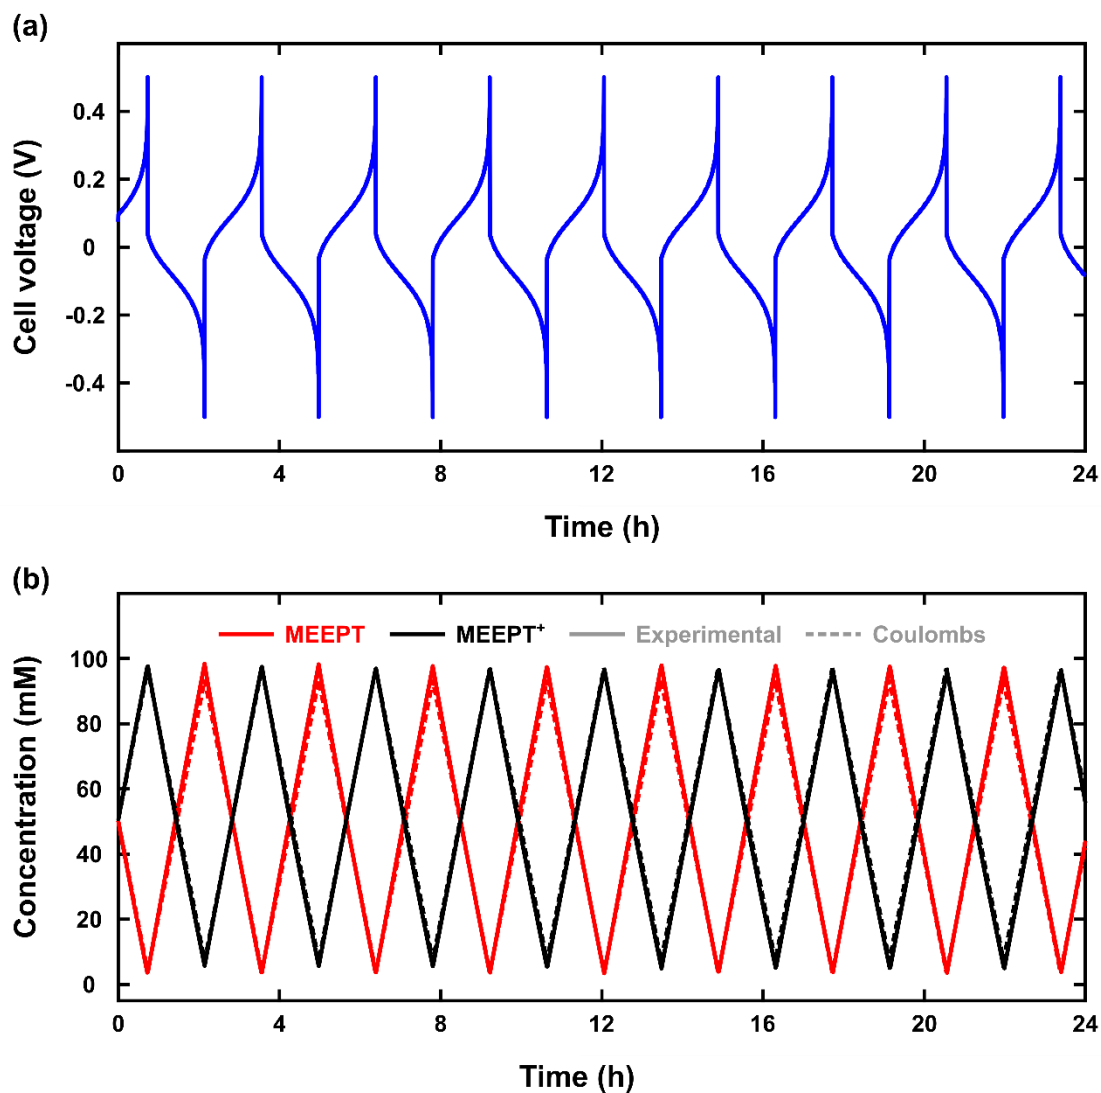 (a)
Cell voltage (V)
0.4
0.2
0
-0.2
-0.4
0 4 8 12 16 20 24
Time (h)
(b)
MEEPT MEEPT⁺ Experimental Coulombs
Concentration (mM)
100
80
60
40
20
0
0 4 8 12 16 20 24
Time (h)